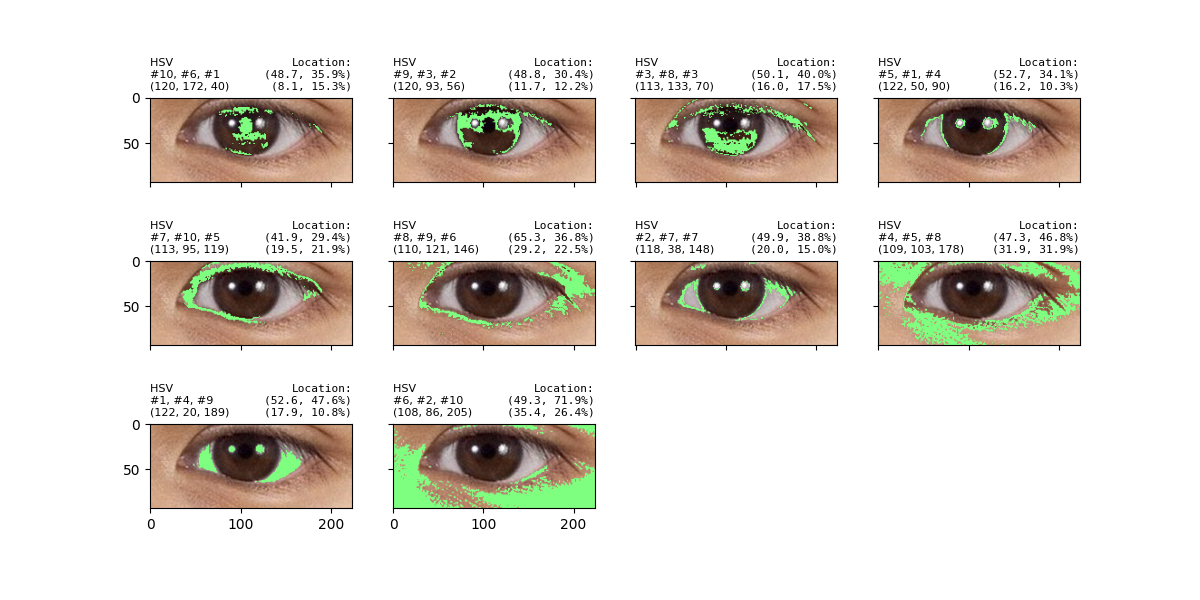 HSV Location:
#10, #6, #1 (48.7, 35.9%)
(120, 172, 40) (8.1, 15.3%)
HSV Location:
#9, #3, #2 (48.8, 30.4%)
(120, 93, 56) (11.7, 12.2%)
HSV Location:
#3, #8, #3 (50.1, 40.0%)
(113, 133, 70) (16.0, 17.5%)
HSV Location:
#5, #1, #4 (52.7, 34.1%)
(122, 50, 90) (16.2, 10.3%)
0
50
HSV Location:
#7, #10, #5 (41.9, 29.4%)
(113, 95, 119) (19.5, 21.9%)
HSV Location:
#8, #9, #6 (65.3, 36.8%)
(110, 121, 146) (29.2, 22.5%)
HSV Location:
#2, #7, #7 (49.9, 38.8%)
(118, 38, 148) (20.0, 15.0%)
HSV Location:
#4, #5, #8 (47.3, 46.8%)
(109, 103, 178) (31.9, 31.9%)
0
50
HSV Location:
#1, #4, #9 (52.6, 47.6%)
(122, 20, 189) (17.9, 10.8%)
HSV Location:
#6, #2, #10 (49.3, 71.9%)
(108, 86, 205) (35.4, 26.4%)
0
50
0 100 200
0 100 200